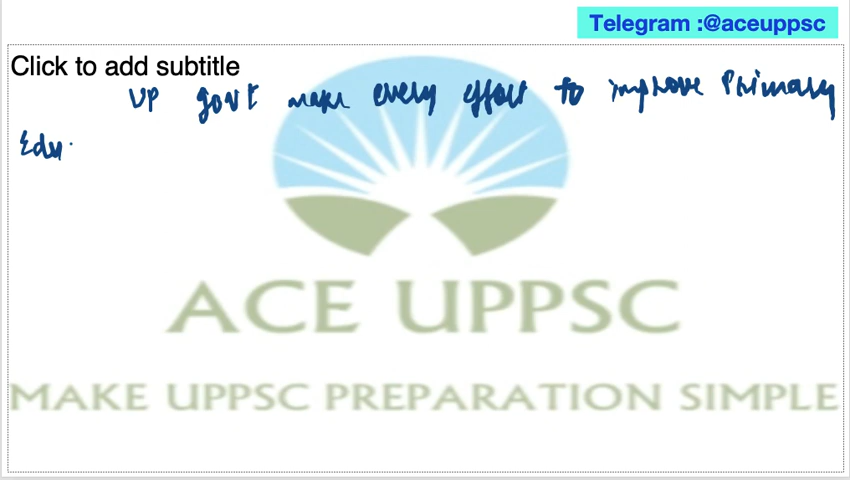 Telegram :@aceuppsc
Click to add subtitle
UP govt make every effort to improve Primary
Edu.
ACE UPPSC
MAKE UPPSC PREPARATION SIMPLE